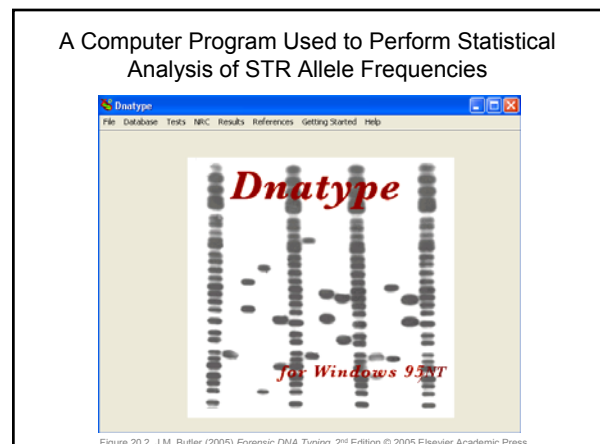 A Computer Program Used to Perform Statistical
Analysis of STR Allele Frequencies
Dnatype
File Database Tests NRC Results References Getting Started Help
Dnatype
for Windows 95/NT
Figure 20.2, J.M. Butler (2005) Forensic DNA Typing, 2nd Edition © 2005 Elsevier Academic Press